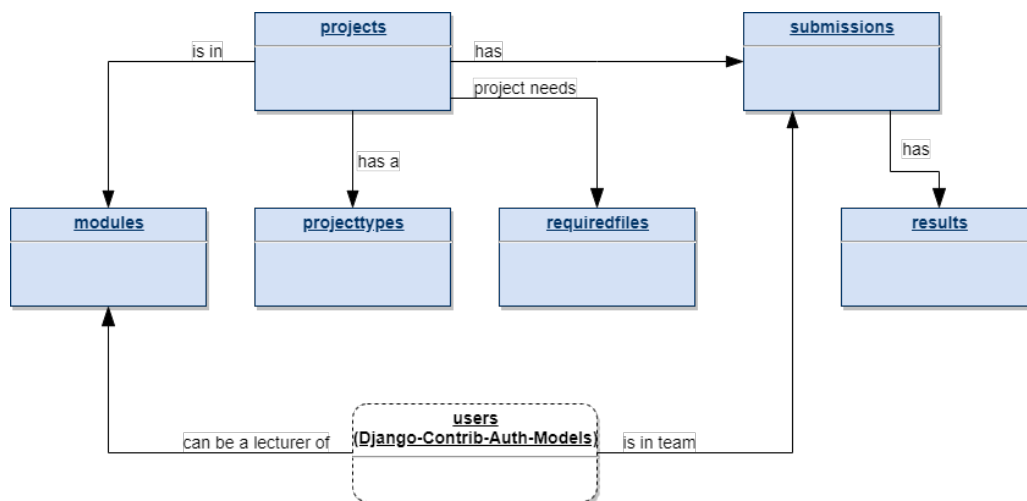 projects
submissions
is in
has
project needs
has a
has
modules
projecttypes
requiredfiles
results
users
(Django-Contrib-Auth-Models)
can be a lecturer of
is in team